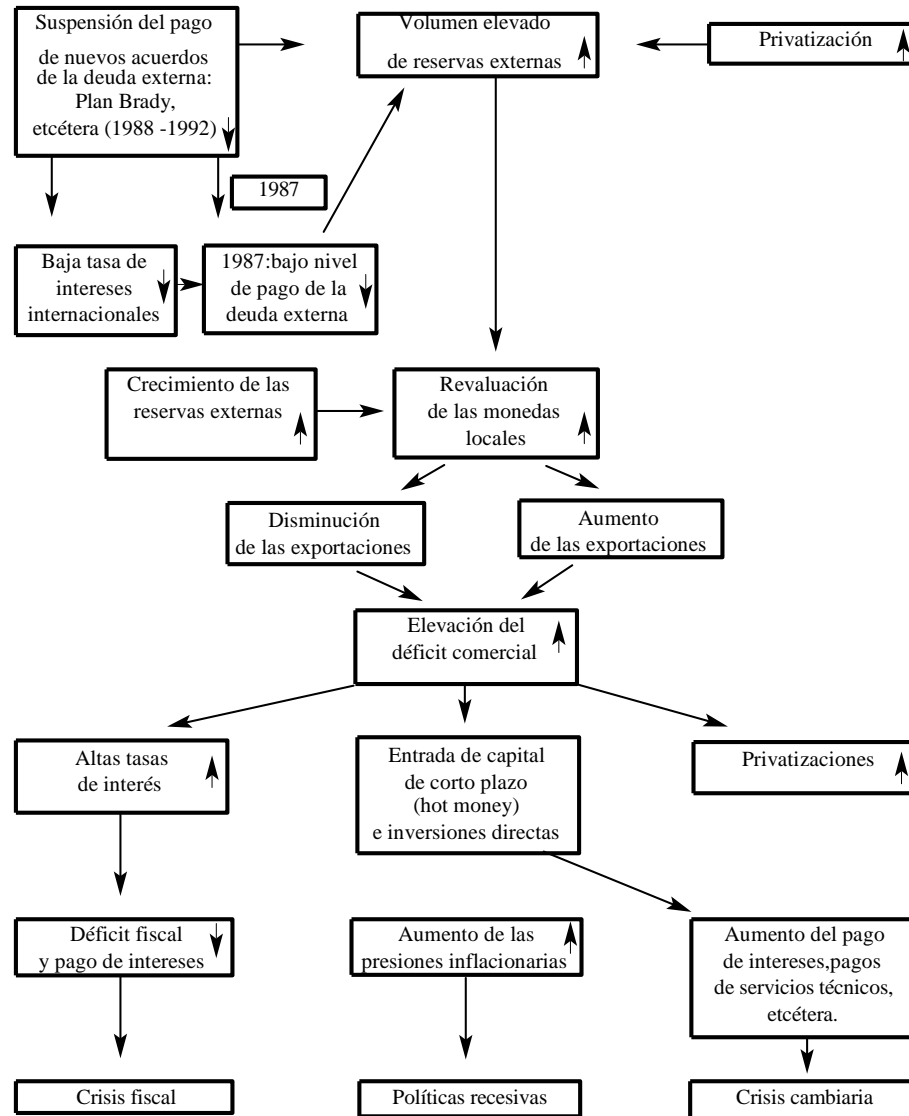 Suspensión del pago
de nuevos acuerdos
de la deuda externa:
Plan Brady,
etcétera (1988 -1992)
Volumen elevado
de reservas externas
Privatización
1987
Baja tasa de
intereses
internacionales
1987:bajo nivel
de pago de la
deuda externa
Crecimiento de las
reservas externas
Revaluación
de las monedas
locales
Disminución
de las exportaciones
Aumento
de las exportaciones
Elevación del
déficit comercial
Altas tasas
de interés
Entrada de capital
de corto plazo
(hot money)
e inversiones directas
Privatizaciones
Déficit fiscal
y pago de intereses
Aumento de las
presiones inflacionarias
Aumento del pago
de intereses,pagos
de servicios técnicos,
etcétera.
Crisis fiscal
Políticas recesivas
Crisis cambiaria